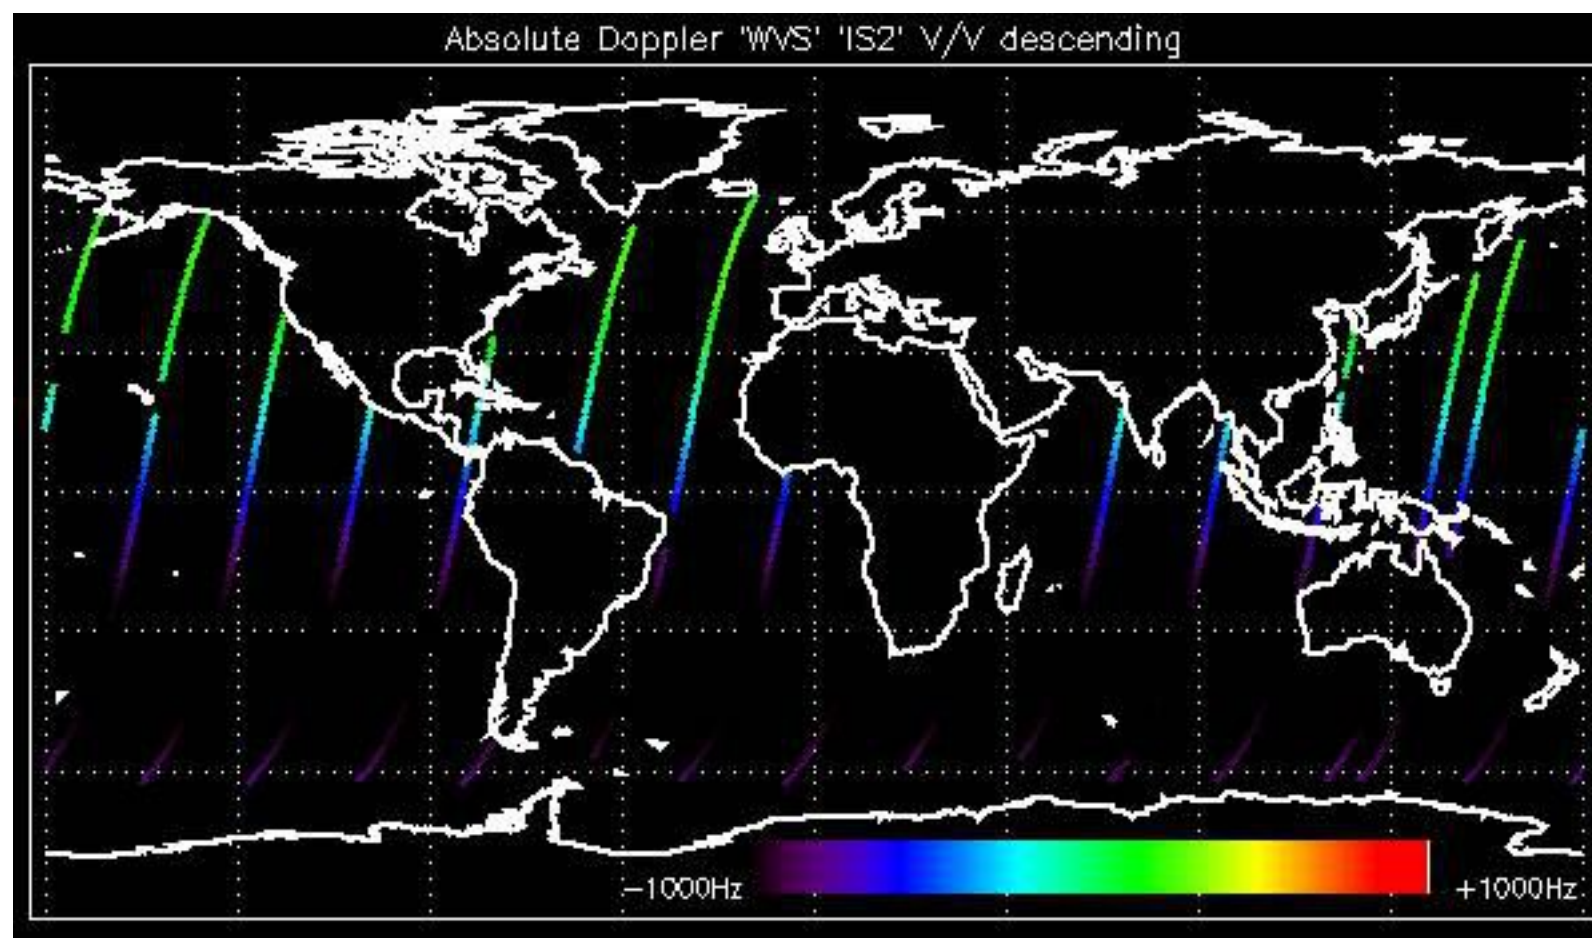 Absolute Doppler 'WVS' 'IS2' V/V descending
−1000Hz
+1000Hz